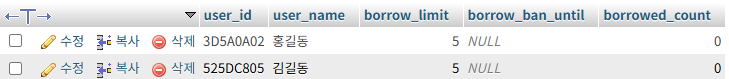 ←T→ user_id user_name borrow_limit borrow_ban_until borrowed_count
수정 복사 삭제 3D5A0A02 홍길동 5 NULL 0
수정 복사 삭제 525DC805 김길동 5 NULL 0